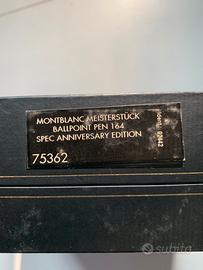 MONTBLANC MEISTERSTÜCK
BALLPOINT PEN 164
SPEC ANNIVERSARY EDITION
75362
subito